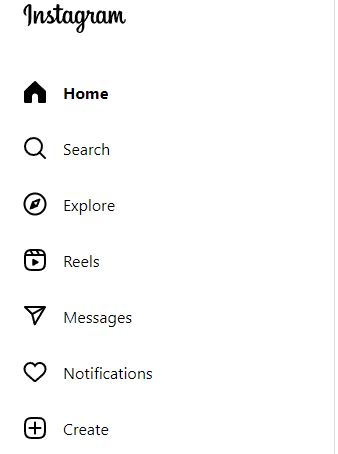 Instagram
Home
Search
Explore
Reels
Messages
Notifications
Create